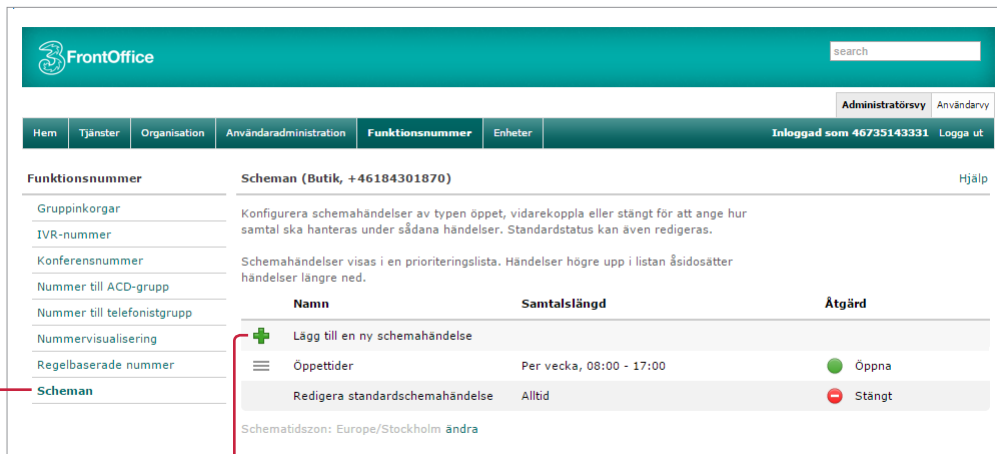 3 FrontOffice
search
Administratörsvy Användarvy
Hem Tjänster Organisation Användaradministration Funktionsnummer Enheter Inloggad som 46735143331 Logga ut
Funktionsnummer
Gruppinkorgar
IVR-nummer
Konferensnummer
Nummer till ACD-grupp
Nummer till telefonistgrupp
Nummervisualisering
Regelbaserade nummer
Scheman
Scheman (Butik, +46184301870) Hjälp
Konfigurera schemahändelser av typen öppet, vidarekoppla eller stängt för att ange hur
samtal ska hanteras under sådana händelser. Standardstatus kan även redigeras.
Schemahändelser visas i en prioriteringslista. Händelser högre upp i listan åsidosätter
händelser längre ned.
Namn Samtalslängd Åtgärd
Lägg till en ny schemahändelse
Öppettider Per vecka, 08:00 - 17:00 Öppna
Redigera standardschemahändelse Alltid Stängt
Schematidszon: Europe/Stockholm ändra